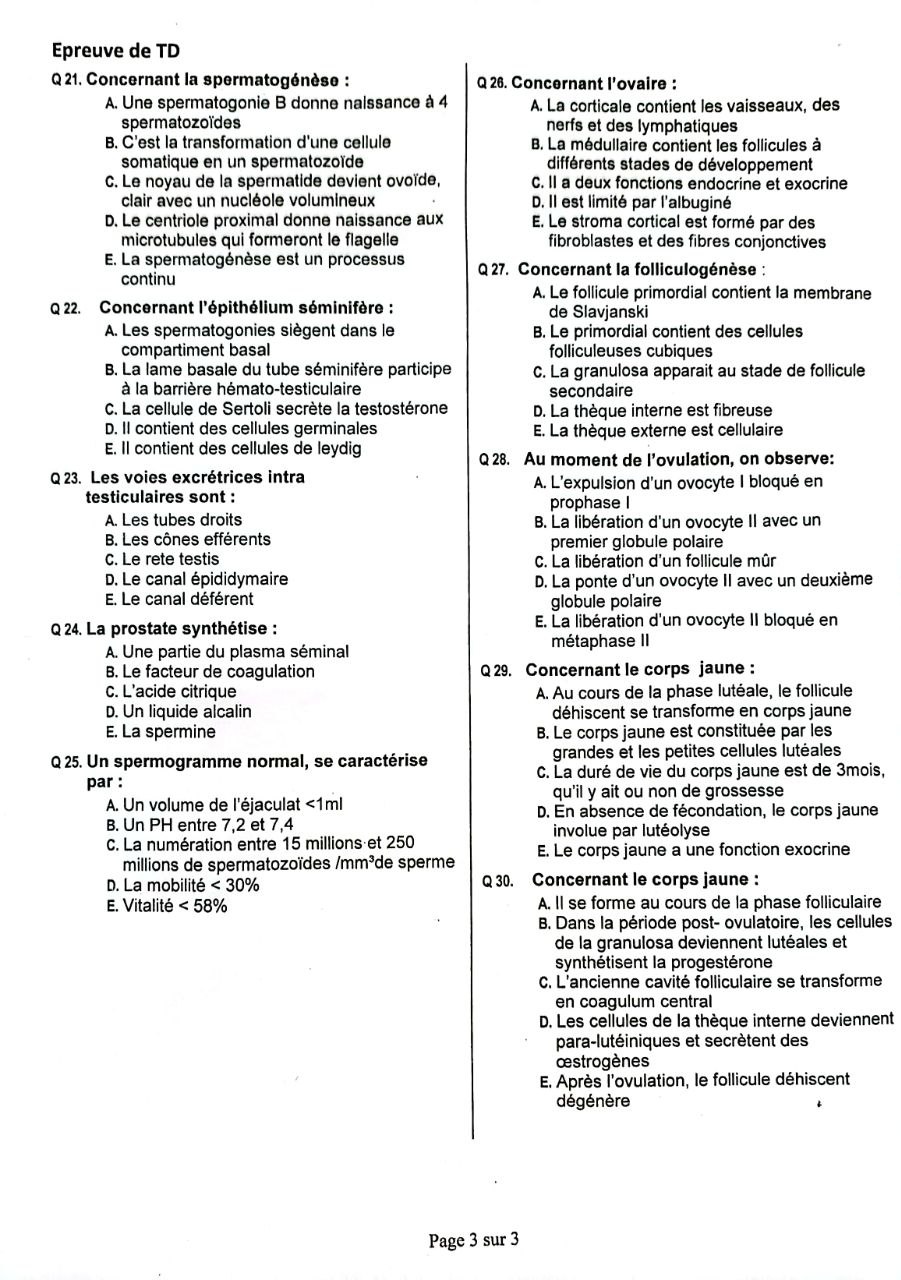 Epreuve de TD
Q 21. Concernant la spermatogénèse :
A. Une spermatogonie B donne naissance à 4
spermatozoïdes
B. C'est la transformation d'une cellule
somatique en un spermatozoïde
C. Le noyau de la spermatide devient ovoïde,
clair avec un nucléole volumineux
D. Le centriole proximal donne naissance aux
microtubules qui formeront le flagelle
E. La spermatogénèse est un processus
continu
Q 22. Concernant l'épithélium séminifère :
A. Les spermatogonies siègent dans le
compartiment basal
B. La lame basale du tube séminifère participe
à la barrière hémato-testiculaire
C. La cellule de Sertoli secrète la testostérone
D. Il contient des cellules germinales
E. Il contient des cellules de leydig
Q 23. Les voies excrétrices intra
testiculaires sont :
A. Les tubes droits
B. Les cônes efférents
C. Le rete testis
D. Le canal épididymaire
E. Le canal déférent
Q 24. La prostate synthétise :
A. Une partie du plasma séminal
B. Le facteur de coagulation
C. L'acide citrique
D. Un liquide alcalin
E. La spermine
Q 25. Un spermogramme normal, se caractérise
par :
A. Un volume de l'éjaculat <1ml
B. Un PH entre 7,2 et 7,4
C. La numération entre 15 millions et 250
millions de spermatozoïdes /mm³de sperme
D. La mobilité < 30%
E. Vitalité < 58%
Q 26. Concernant l'ovaire :
A. La corticale contient les vaisseaux, des
nerfs et des lymphatiques
B. La médullaire contient les follicules à
différents stades de développement
C. Il a deux fonctions endocrine et exocrine
D. Il est limité par l'albuginé
E. Le stroma cortical est formé par des
fibroblastes et des fibres conjonctives
Q 27. Concernant la folliculogénèse :
A. Le follicule primordial contient la membrane
de Slavjanski
B. Le primordial contient des cellules
folliculeuses cubiques
C. La granulosa apparait au stade de follicule
secondaire
D. La thèque interne est fibreuse
E. La thèque externe est cellulaire
Q 28. Au moment de l'ovulation, on observe:
A. L'expulsion d'un ovocyte I bloqué en
prophase I
B. La libération d'un ovocyte II avec un
premier globule polaire
C. La libération d'un follicule mûr
D. La ponte d'un ovocyte II avec un deuxième
globule polaire
E. La libération d'un ovocyte II bloqué en
métaphase II
Q 29. Concernant le corps jaune :
A. Au cours de la phase lutéale, le follicule
déhiscent se transforme en corps jaune
B. Le corps jaune est constituée par les
grandes et les petites cellules lutéales
C. La duré de vie du corps jaune est de 3mois,
qu'il y ait ou non de grossesse
D. En absence de fécondation, le corps jaune
involue par lutéolyse
E. Le corps jaune a une fonction exocrine
Q 30. Concernant le corps jaune :
A. Il se forme au cours de la phase folliculaire
B. Dans la période post- ovulatoire, les cellules
de la granulosa deviennent lutéales et
synthétisent la progestérone
C. L'ancienne cavité folliculaire se transforme
en coagulum central
D. Les cellules de la thèque interne deviennent
para-lutéiniques et secrètent des
œstrogènes
E. Après l'ovulation, le follicule déhiscent
dégénère
Page 3 sur 3